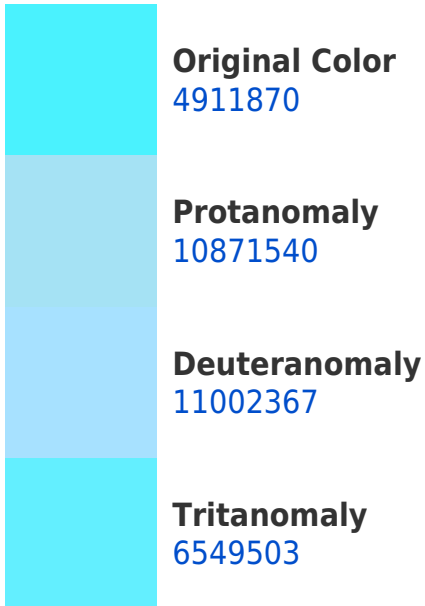 Original Color
4911870
Protanomaly
10871540
Deuteranomaly
11002367
Tritanomaly
6549503